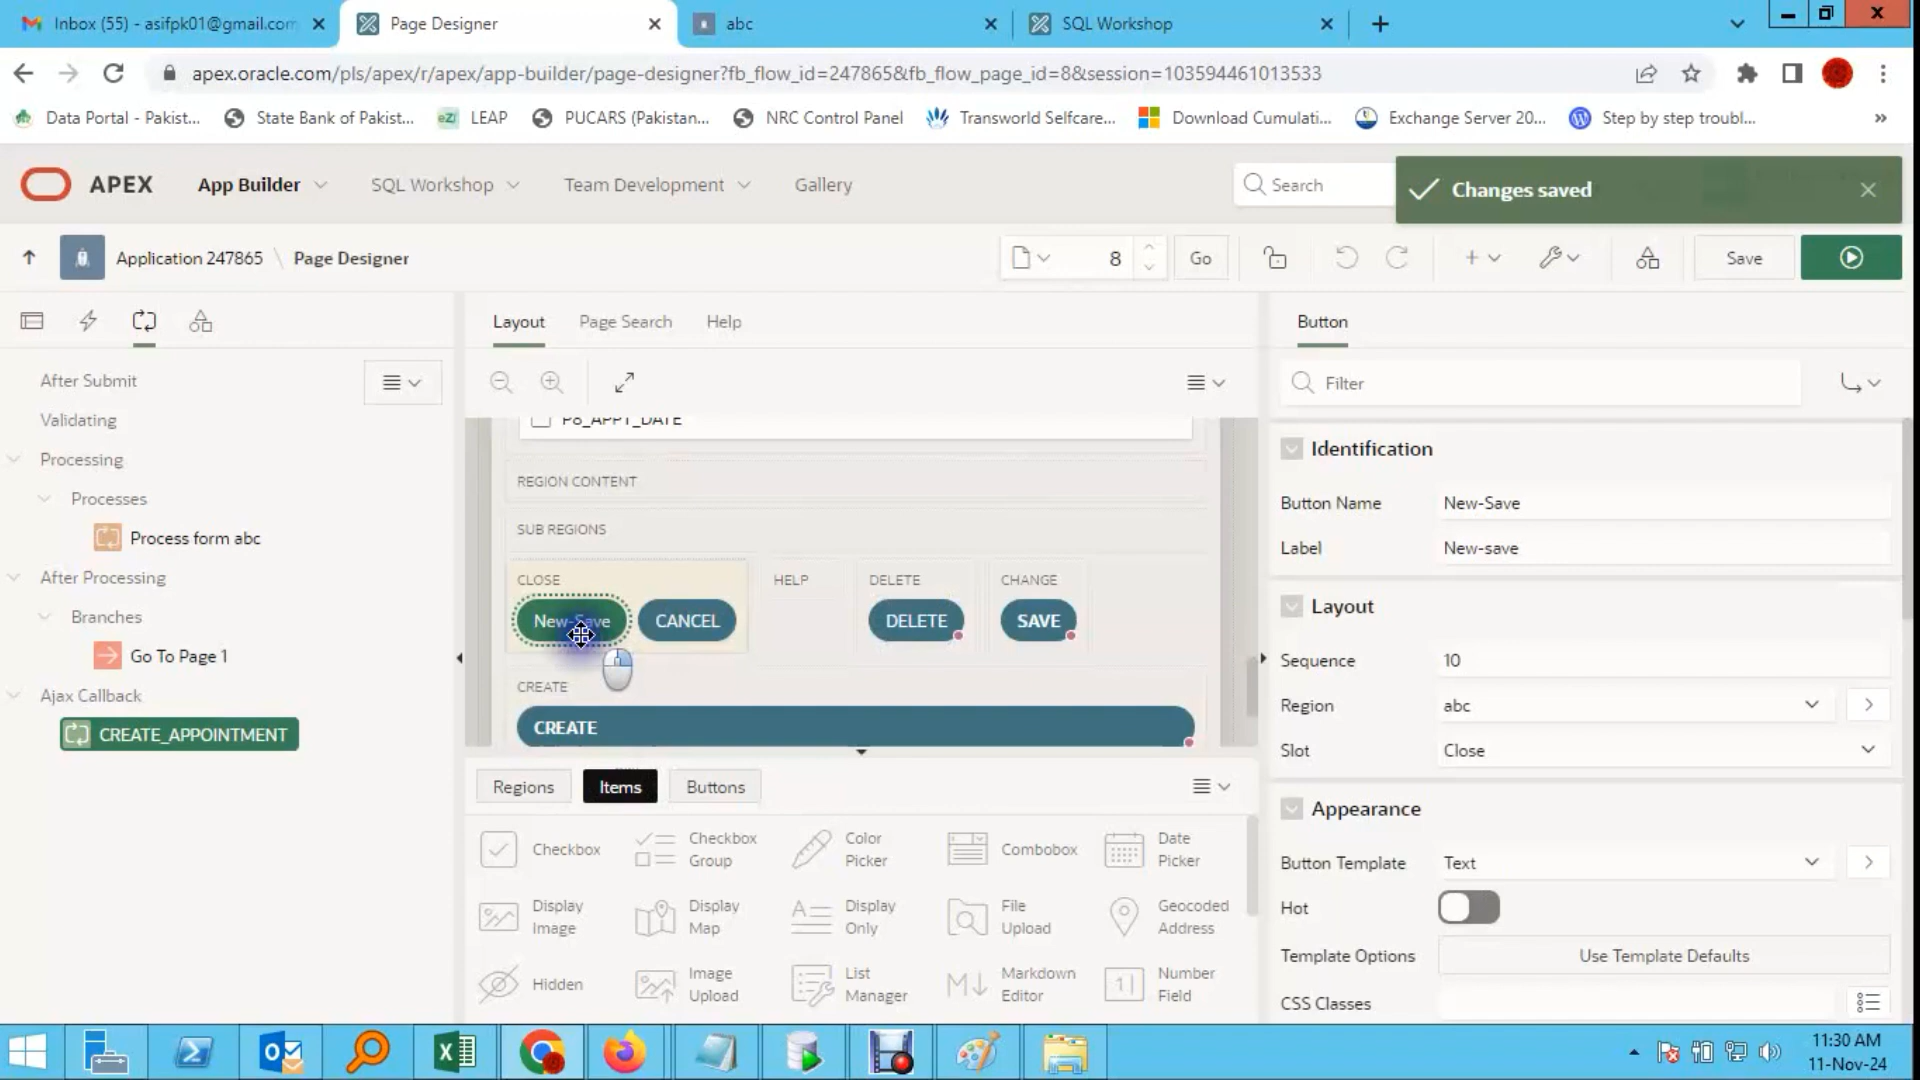 Inbox (55) - asifpk01@gmail.com
Page Designer
abc
SQL Workshop
apex.oracle.com/pls/apex/r/apex/app-builder/page-designer?fb_flow_id=247865&fb_flow_page_id=8&session=103594461013533
Data Portal - Pakist...
State Bank of Pakist...
eZi
LEAP
PUCARS (Pakistan...
NRC Control Panel
Transworld Selfcare...
Download Cumulati...
Exchange Server 20...
Step by step troubl...
»
APEX
App Builder
SQL Workshop
Team Development
Gallery
Search
Changes saved
Application 247865 \ Page Designer
8
Go
Save
Layout
Page Search
Help
Button
After Submit
Validating
Processing
Processes
Process form abc
After Processing
Branches
Go To Page 1
Ajax Callback
CREATE_APPOINTMENT
P8_APPT_DATE
REGION CONTENT
SUB REGIONS
CLOSE
HELP
DELETE
CHANGE
New-Save
CANCEL
DELETE
SAVE
CREATE
CREATE
Regions
Items
Buttons
Checkbox
Checkbox Group
Color Picker
Combobox
Date Picker
Display Image
Display Map
Display Only
File Upload
Geocoded Address
Hidden
Image Upload
List Manager
Markdown Editor
Number Field
Filter
Identification
Button Name New-Save
Label New-save
Layout
Sequence 10
Region abc
Slot Close
Appearance
Button Template Text
Hot
Template Options Use Template Defaults
CSS Classes
11:30 AM
11-Nov-24